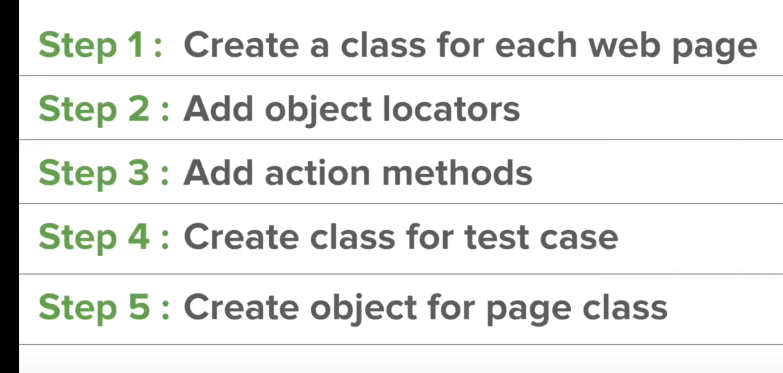 Step 1 : Create a class for each web page
Step 2 : Add object locators
Step 3 : Add action methods
Step 4 : Create class for test case
Step 5 : Create object for page class